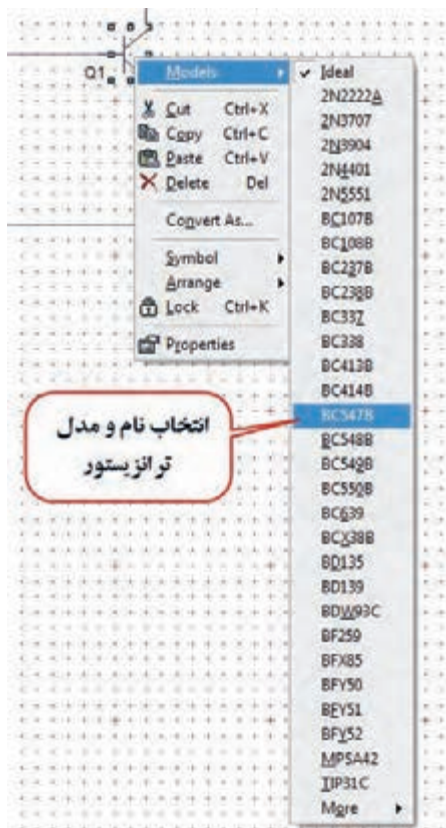 Q1
Models
Cut Ctrl+X
Copy Ctrl+C
Paste Ctrl+V
Delete Del
Convert As...
Symbol
Arrange
Lock Ctrl+K
Properties
Ideal
2N2222A
2N3707
2N3904
2N4401
2N5551
BC107B
BC108B
BC237B
BC238B
BC337
BC338
BC413B
BC414B
BC547B
BC548B
BC549B
BC550B
BC639
BCX38B
BD135
BD139
BDW93C
BF259
BFX85
BFY50
BFY51
BFY52
MPSA42
TIP31C
More
انتخاب نام و مدل
ترانزیستور